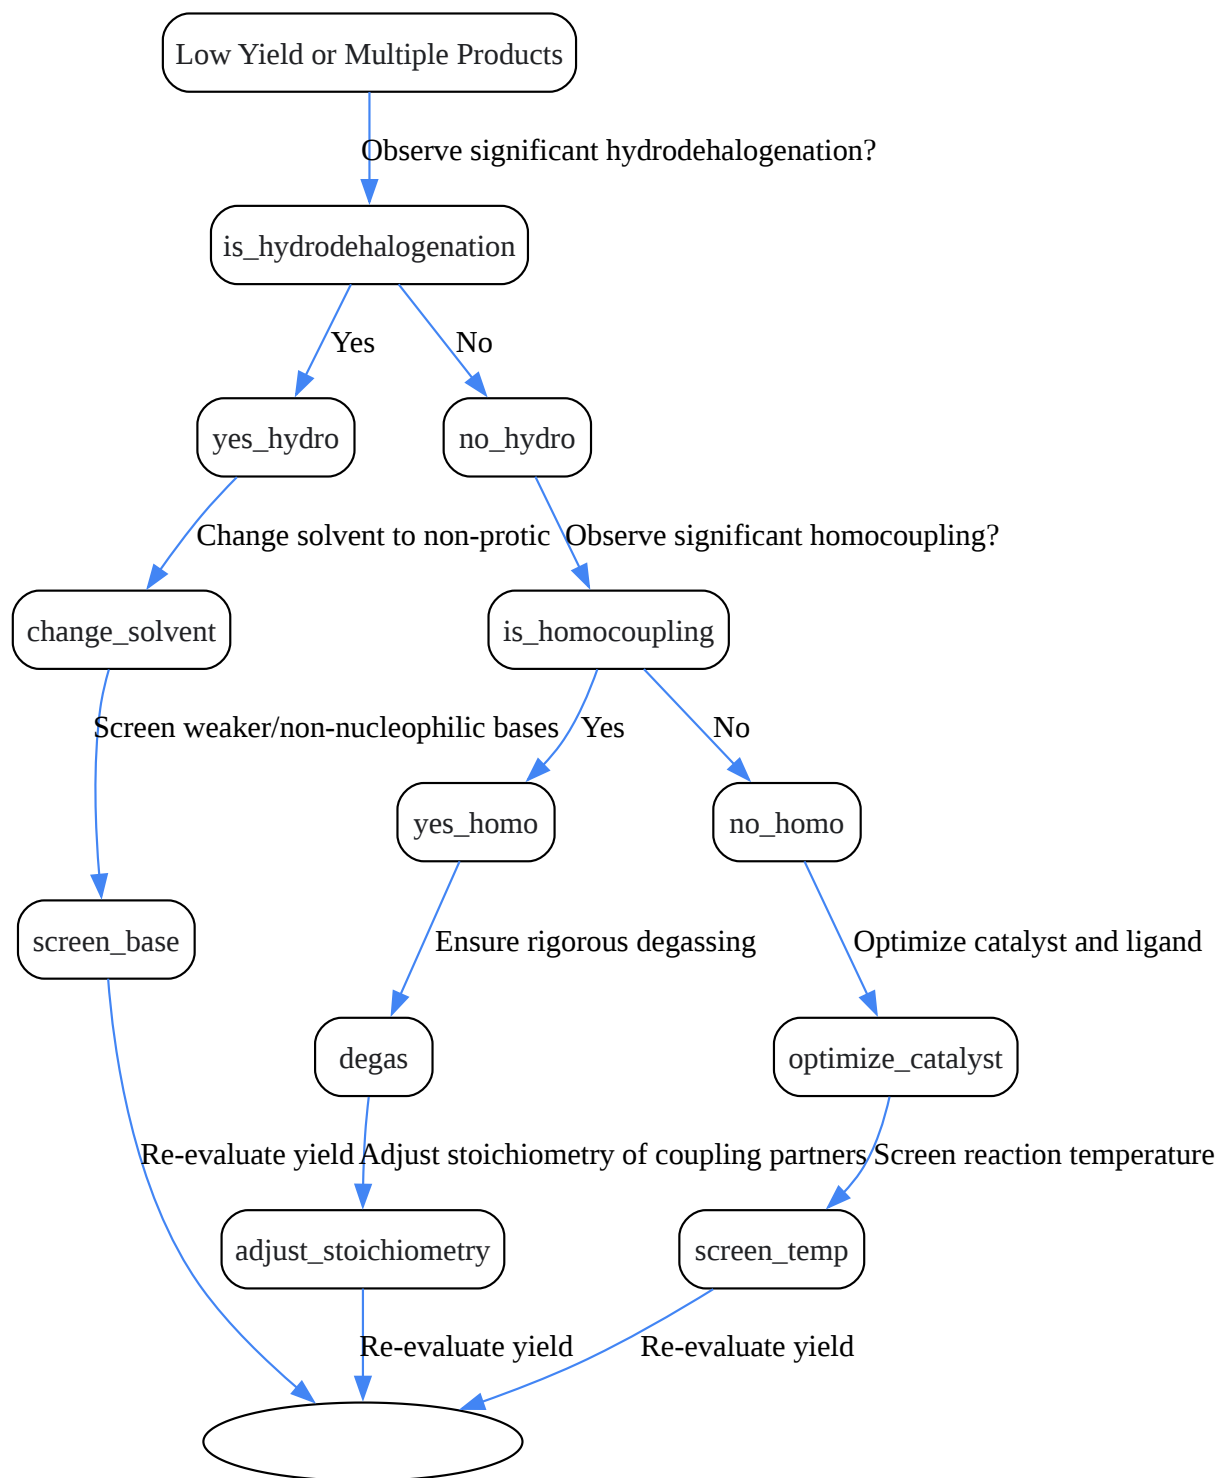 Low Yield or Multiple Products
Observe significant hydrodehalogenation?
is_hydrodehalogenation
Yes
No
yes_hydro
no_hydro
Change solvent to non-protic
Observe significant homocoupling?
change_solvent
is_homocoupling
Screen weaker/non-nucleophilic bases
Yes
No
yes_homo
no_homo
screen_base
Ensure rigorous degassing
Optimize catalyst and ligand
degas
optimize_catalyst
Re-evaluate yield
Adjust stoichiometry of coupling partners
Screen reaction temperature
adjust_stoichiometry
screen_temp
Re-evaluate yield
Re-evaluate yield